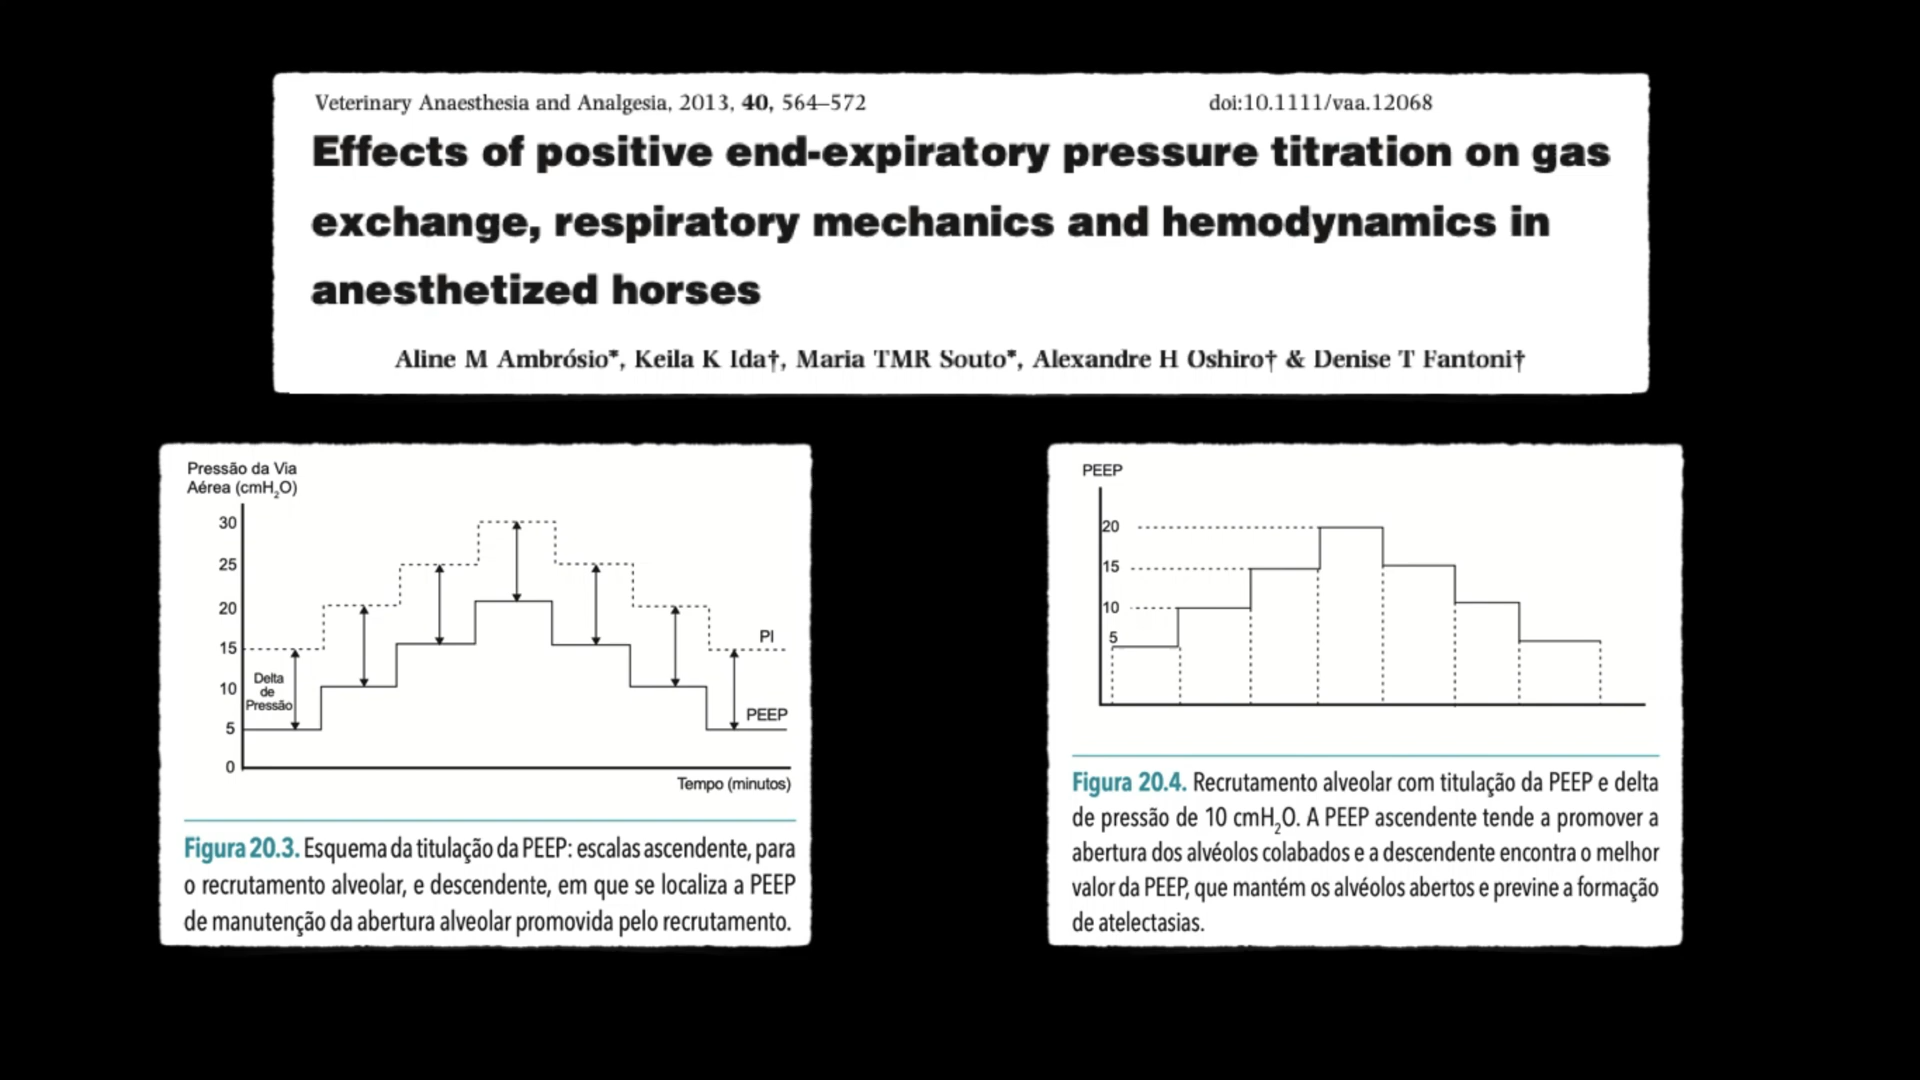 Veterinary Anaesthesia and Analgesia, 2013, 40, 564–572
doi:10.1111/vaa.12068
Effects of positive end-expiratory pressure titration on gas
exchange, respiratory mechanics and hemodynamics in
anesthetized horses
Aline M Ambrósio*, Keila K Ida†, Maria TMR Souto*, Alexandre H Oshiro† & Denise T Fantoni†
Pressão da Via
Aérea (cmH₂O)
30
25
20
15
10
5
0
Delta
de
Pressão
PI
PEEP
Tempo (minutos)
Figura 20.3. Esquema da titulação da PEEP: escalas ascendente, para
o recrutamento alveolar, e descendente, em que se localiza a PEEP
de manutenção da abertura alveolar promovida pelo recrutamento.
PEEP
20
15
10
5
Figura 20.4. Recrutamento alveolar com titulação da PEEP e delta
de pressão de 10 cmH₂O. A PEEP ascendente tende a promover a
abertura dos alvéolos colabados e a descendente encontra o melhor
valor da PEEP, que mantém os alvéolos abertos e previne a formação
de atelectasias.